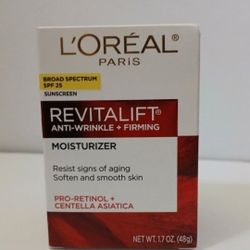 L'ORÉAL
PARIS
BROAD SPECTRUM
SPF 25
SUNSCREEN
REVITALIFT®
ANTI-WRINKLE + FIRMING
MOISTURIZER
Resist signs of aging
Soften and smooth skin
PRO-RETINOL +
CENTELLA ASIATICA
NET WT. 1.7 OZ. (48g)